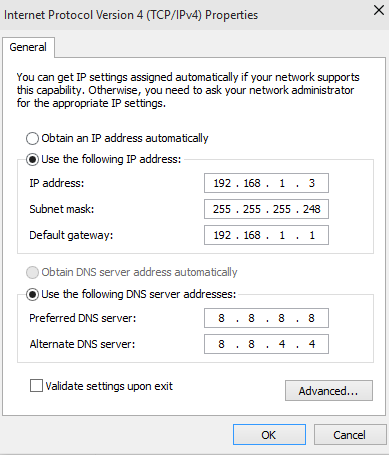 Internet Protocol Version 4 (TCP/IPv4) Properties
General
You can get IP settings assigned automatically if your network supports
this capability. Otherwise, you need to ask your network administrator
for the appropriate IP settings.
Obtain an IP address automatically
Use the following IP address:
IP address: 192 . 168 . 1 . 3
Subnet mask: 255 . 255 . 255 . 248
Default gateway: 192 . 168 . 1 . 1
Obtain DNS server address automatically
Use the following DNS server addresses:
Preferred DNS server: 8 . 8 . 8 . 8
Alternate DNS server: 8 . 8 . 4 . 4
Validate settings upon exit
Advanced...
OK Cancel